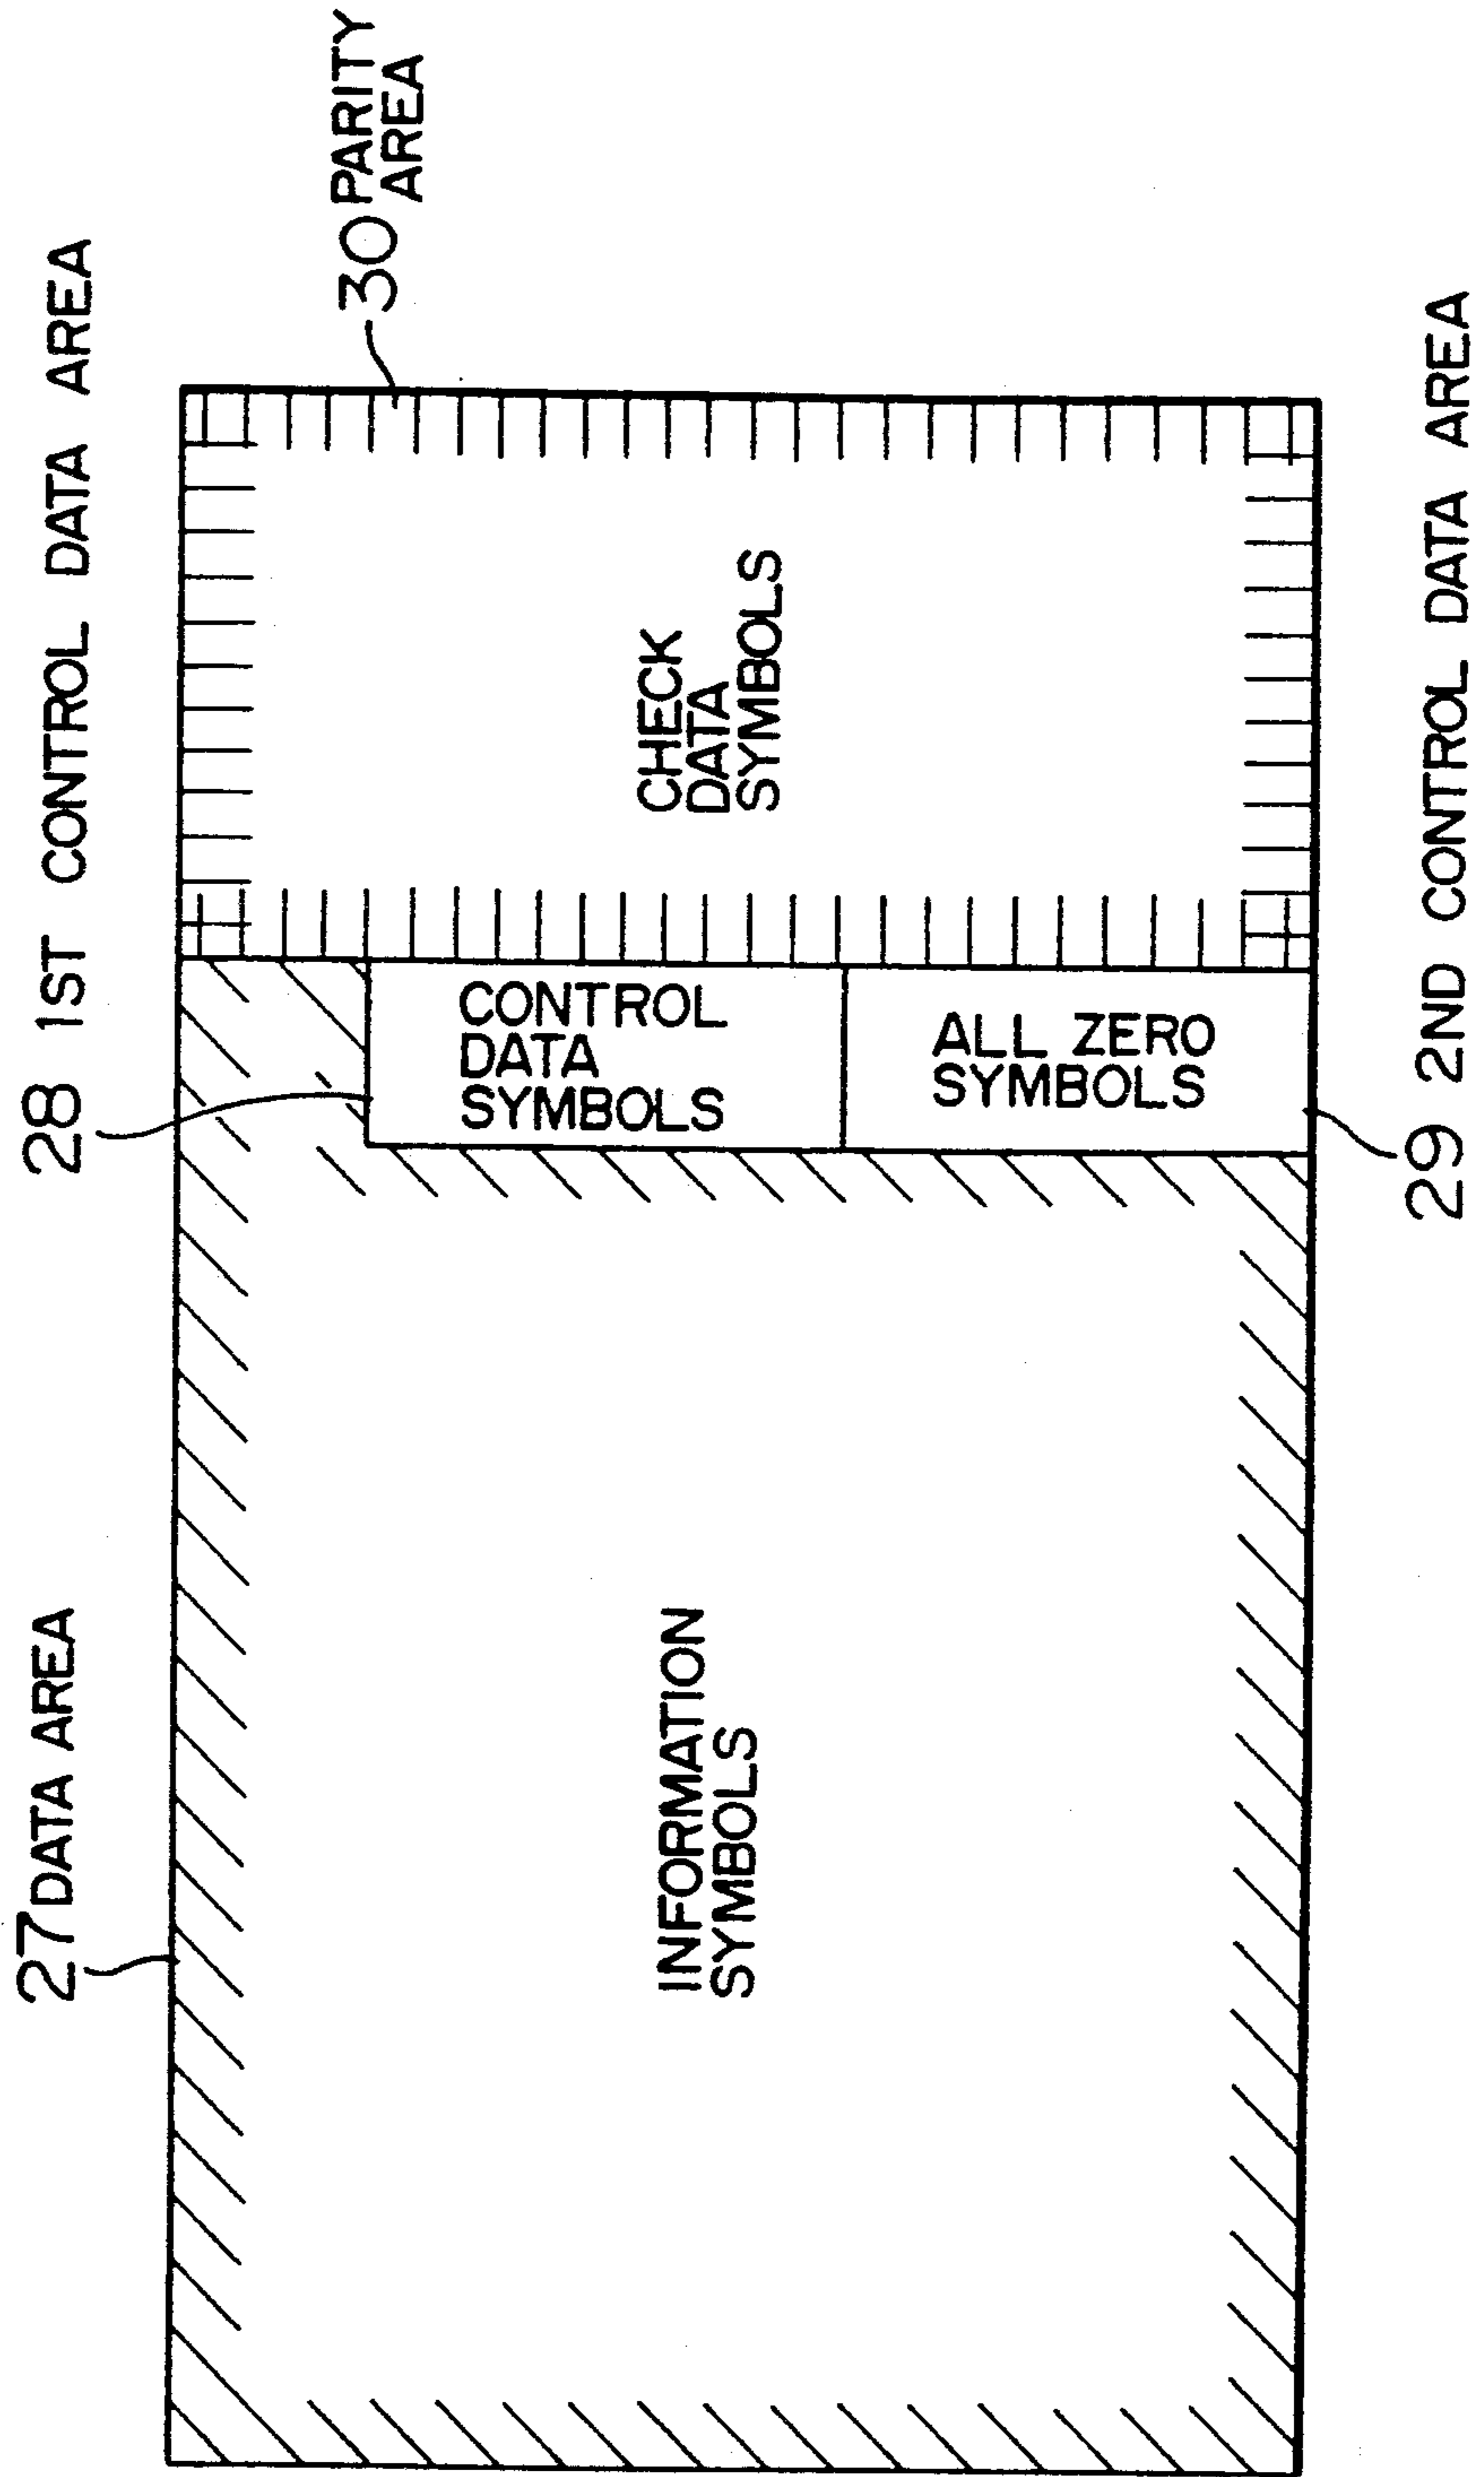 27 DATA AREA
28 1ST CONTROL DATA AREA
30 PARITY
AREA
INFORMATION
SYMBOLS
CONTROL
DATA
SYMBOLS
ALL ZERO
SYMBOLS
CHECK
DATA
SYMBOLS
29 2ND CONTROL DATA AREA